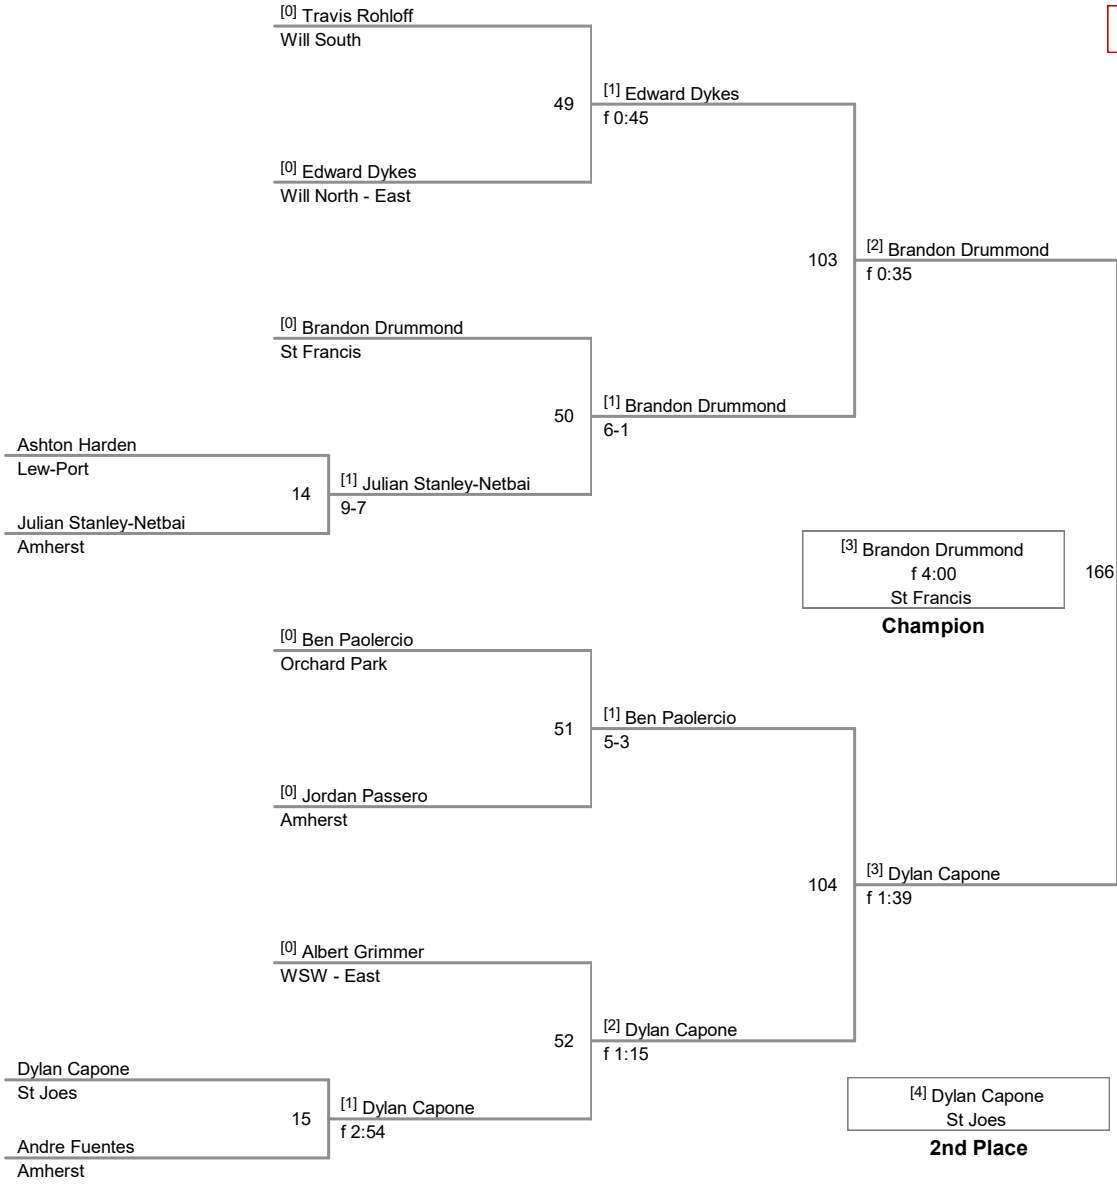 [0] Travis Rohloff
Will South
49
[1] Edward Dykes
f 0:45
[0] Edward Dykes
Will North - East
103
[2] Brandon Drummond
f 0:35
[0] Brandon Drummond
St Francis
50
[1] Brandon Drummond
6-1
Ashton Harden
Lew-Port
14
[1] Julian Stanley-Netbai
9-7
Julian Stanley-Netbai
Amherst
[3] Brandon Drummond
f 4:00
St Francis
Champion
166
[0] Ben Paolercio
Orchard Park
51
[1] Ben Paolercio
5-3
[0] Jordan Passero
Amherst
104
[3] Dylan Capone
f 1:39
[0] Albert Grimmer
WSW - East
52
[2] Dylan Capone
f 1:15
Dylan Capone
St Joes
15
[1] Dylan Capone
f 2:54
Andre Fuentes
Amherst
[4] Dylan Capone
St Joes
2nd Place